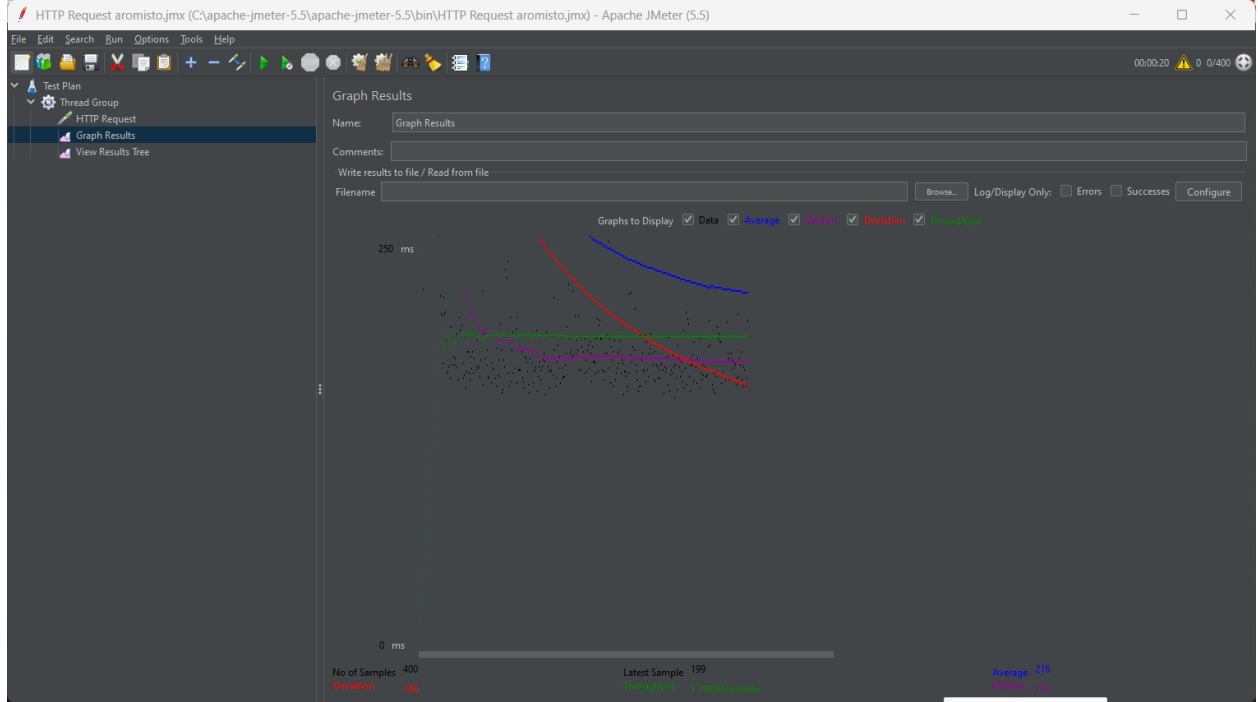 HTTP Request aromisto.jmx (C:\apache-jmeter-5.5\apache-jmeter-5.5\bin\HTTP Request aromisto.jmx) - Apache JMeter (5.5)
File Edit Search Run Options Tools Help
00:00:20 0 0/400
Test Plan
Thread Group
HTTP Request
Graph Results
View Results Tree
Graph Results
Name: Graph Results
Comments:
Write results to file / Read from file
Filename Browse... Log/Display Only: Errors Successes Configure
Graphs to Display Data Average Median Deviation Throughput
250 ms
0 ms
No of Samples 400 Latest Sample 199 Average 216
Deviation 160 Throughput Median